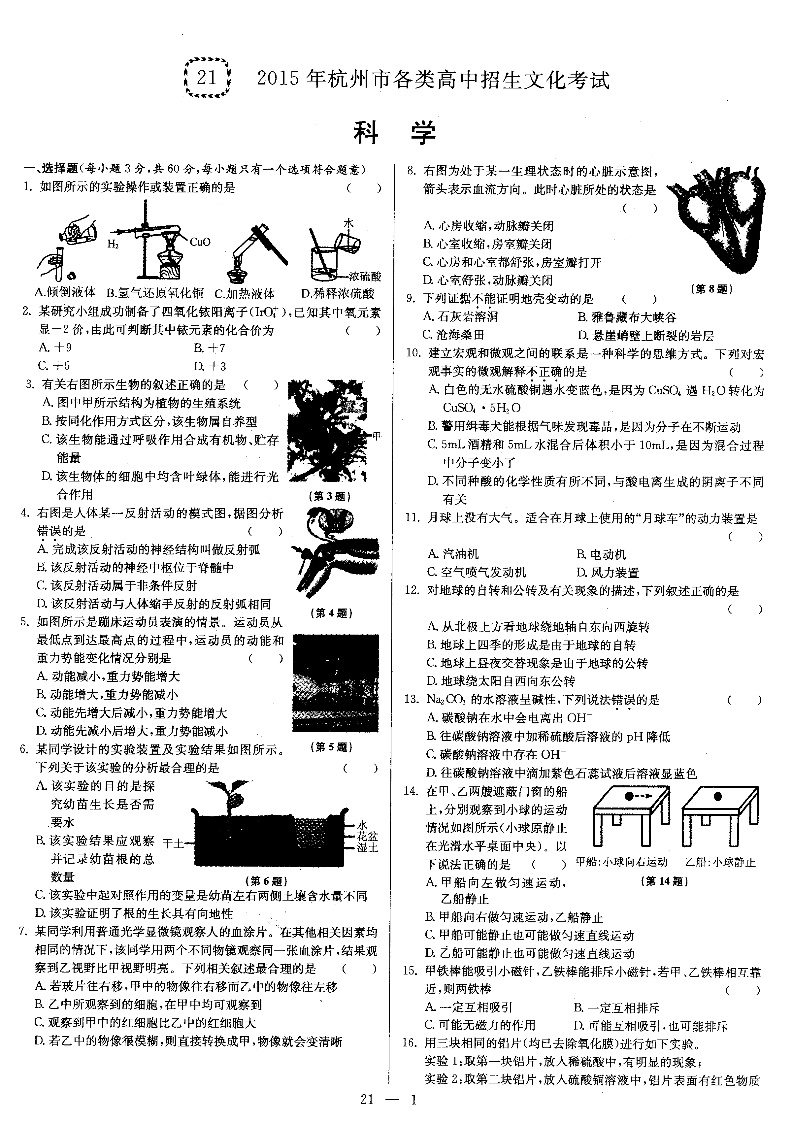 21
2015年杭州市各类高中招生文化考试
科 学
一、选择题(每小题3分,共60分,每小题只有一个选项符合题意)
1. 如图所示的实验操作或装置正确的是 ( )
H₂
CuO
水
浓硫酸
A.倾倒液体 B.氢气还原氧化铜 C.加热液体 D.稀释浓硫酸
2. 某研究小组成功制备了四氧化铱阳离子(IrO₄⁺),已知其中氧元素
显-2价,由此可判断其中铱元素的化合价为 ( )
A. +9 B. +7
C. +5 D. +3
3. 有关右图所示生物的叙述正确的是 ( )
A. 图中甲所示结构为植物的生殖系统
B. 按同化作用方式区分,该生物属自养型
C. 该生物能通过呼吸作用合成有机物、贮存
能量
D. 该生物体的细胞中均含叶绿体,能进行光
合作用
甲
(第3题)
4. 右图是人体某一反射活动的模式图,据图分析
错误的是 ( )
A. 完成该反射活动的神经结构叫做反射弧
B. 该反射活动的神经中枢位于脊髓中
C. 该反射活动属于非条件反射
D. 该反射活动与人体缩手反射的反射弧相同
(第4题)
5. 如图所示是蹦床运动员表演的情景。运动员从
最低点到达最高点的过程中,运动员的动能和
重力势能变化情况分别是 ( )
A. 动能减小,重力势能增大
B. 动能增大,重力势能减小
C. 动能先增大后减小,重力势能增大
D. 动能先减小后增大,重力势能减小
(第5题)
6. 某同学设计的实验装置及实验结果如图所示。
下列关于该实验的分析最合理的是 ( )
A. 该实验的目的是探
究幼苗生长是否需
要水
B. 该实验结果应观察
并记录幼苗根的总
数量
干土
水
花盆
湿土
(第6题)
C. 该实验中起对照作用的变量是幼苗左右两侧土壤含水量不同
D. 该实验证明了根的生长具有向地性
7. 某同学利用普通光学显微镜观察人的血涂片。在其他相关因素均
相同的情况下,该同学用两个不同物镜观察同一张血涂片,结果观
察到乙视野比甲视野明亮。下列相关叙述最合理的是 ( )
A. 若玻片往右移,甲中的物像往右移而乙中的物像往左移
B. 乙中所观察到的细胞,在甲中均可观察到
C. 观察到甲中的红细胞比乙中的红细胞大
D. 若乙中的物像很模糊,则直接转换成甲,物像就会变清晰
8. 右图为处于某一生理状态时的心脏示意图,
箭头表示血流方向。此时心脏所处的状态是
( )
A. 心房收缩,动脉瓣关闭
B. 心室收缩,房室瓣关闭
C. 心房和心室都舒张,房室瓣打开
D. 心室舒张,动脉瓣关闭
(第8题)
9. 下列证据不能证明地壳变动的是 ( )
A. 石灰岩溶洞 B. 雅鲁藏布大峡谷
C. 沧海桑田 D. 悬崖峭壁上断裂的岩层
10. 建立宏观和微观之间的联系是一种科学的思维方式。下列对宏
观事实的微观解释不正确的是 ( )
A. 白色的无水硫酸铜遇水变蓝色,是因为CuSO₄遇H₂O转化为
CuSO₄·5H₂O
B. 警用缉毒犬能根据气味发现毒品,是因为分子在不断运动
C. 5mL酒精和5mL水混合后体积小于10mL,是因为混合过程
中分子变小了
D. 不同种酸的化学性质有所不同,与酸电离生成的阴离子不同
有关
11. 月球上没有大气。适合在月球上使用的“月球车”的动力装置是
( )
A. 汽油机 B. 电动机
C. 空气喷气发动机 D. 风力装置
12. 对地球的自转和公转及有关现象的描述,下列叙述正确的是
( )
A. 从北极上方看地球绕地轴自东向西旋转
B. 地球上四季的形成是由于地球的自转
C. 地球上昼夜交替现象是由于地球的公转
D. 地球绕太阳自西向东公转
13. Na₂CO₃的水溶液呈碱性,下列说法错误的是 ( )
A. 碳酸钠在水中会电离出OH⁻
B. 往碳酸钠溶液中加稀硫酸后溶液的pH降低
C. 碳酸钠溶液中存在OH⁻
D. 往碳酸钠溶液中滴加紫色石蕊试液后溶液显蓝色
14. 在甲、乙两艘遮蔽门窗的船
上,分别观察到小球的运动
情况如图所示(小球原静止
在光滑水平桌面中央)。以
下说法正确的是 ( )
甲船:小球向右运动 乙船:小球静止
(第14题)
A. 甲船向左做匀速运动,
乙船静止
B. 甲船向右做匀速运动,乙船静止
C. 甲船可能静止也可能做匀速直线运动
D. 乙船可能静止也可能做匀速直线运动
15. 甲铁棒能吸引小磁针,乙铁棒能排斥小磁针,若甲、乙铁棒相互靠
近,则两铁棒 ( )
A. 一定互相吸引 B. 一定互相排斥
C. 可能无磁力的作用 D. 可能互相吸引,也可能排斥
16. 用三块相同的铝片(均已去除氧化膜)进行如下实验。
实验1:取第一块铝片,放入稀硫酸中,有明显的现象;
实验2:取第二块铝片,放入硫酸铜溶液中,铝片表面有红色物质
21 — 1